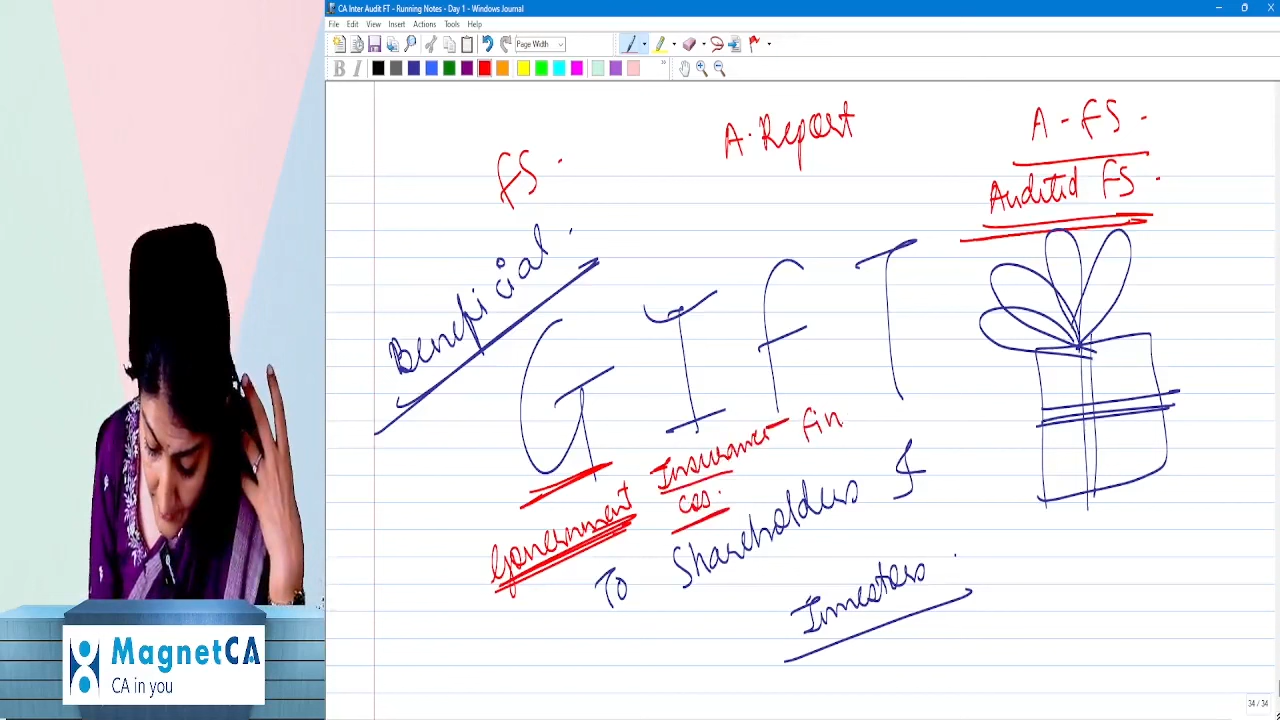 CA Inter Audit FT - Running Notes - Day 1 - Windows Journal
File Edit View Insert Actions Tools Help
Page Width
B I
FS.
A. Report
A - FS.
Audited FS.
Beneficial.
G I F T
Government
Insurance
cos.
Fin
To Shareholders &
Investors.
MagnetCA
CA in you
34 / 34